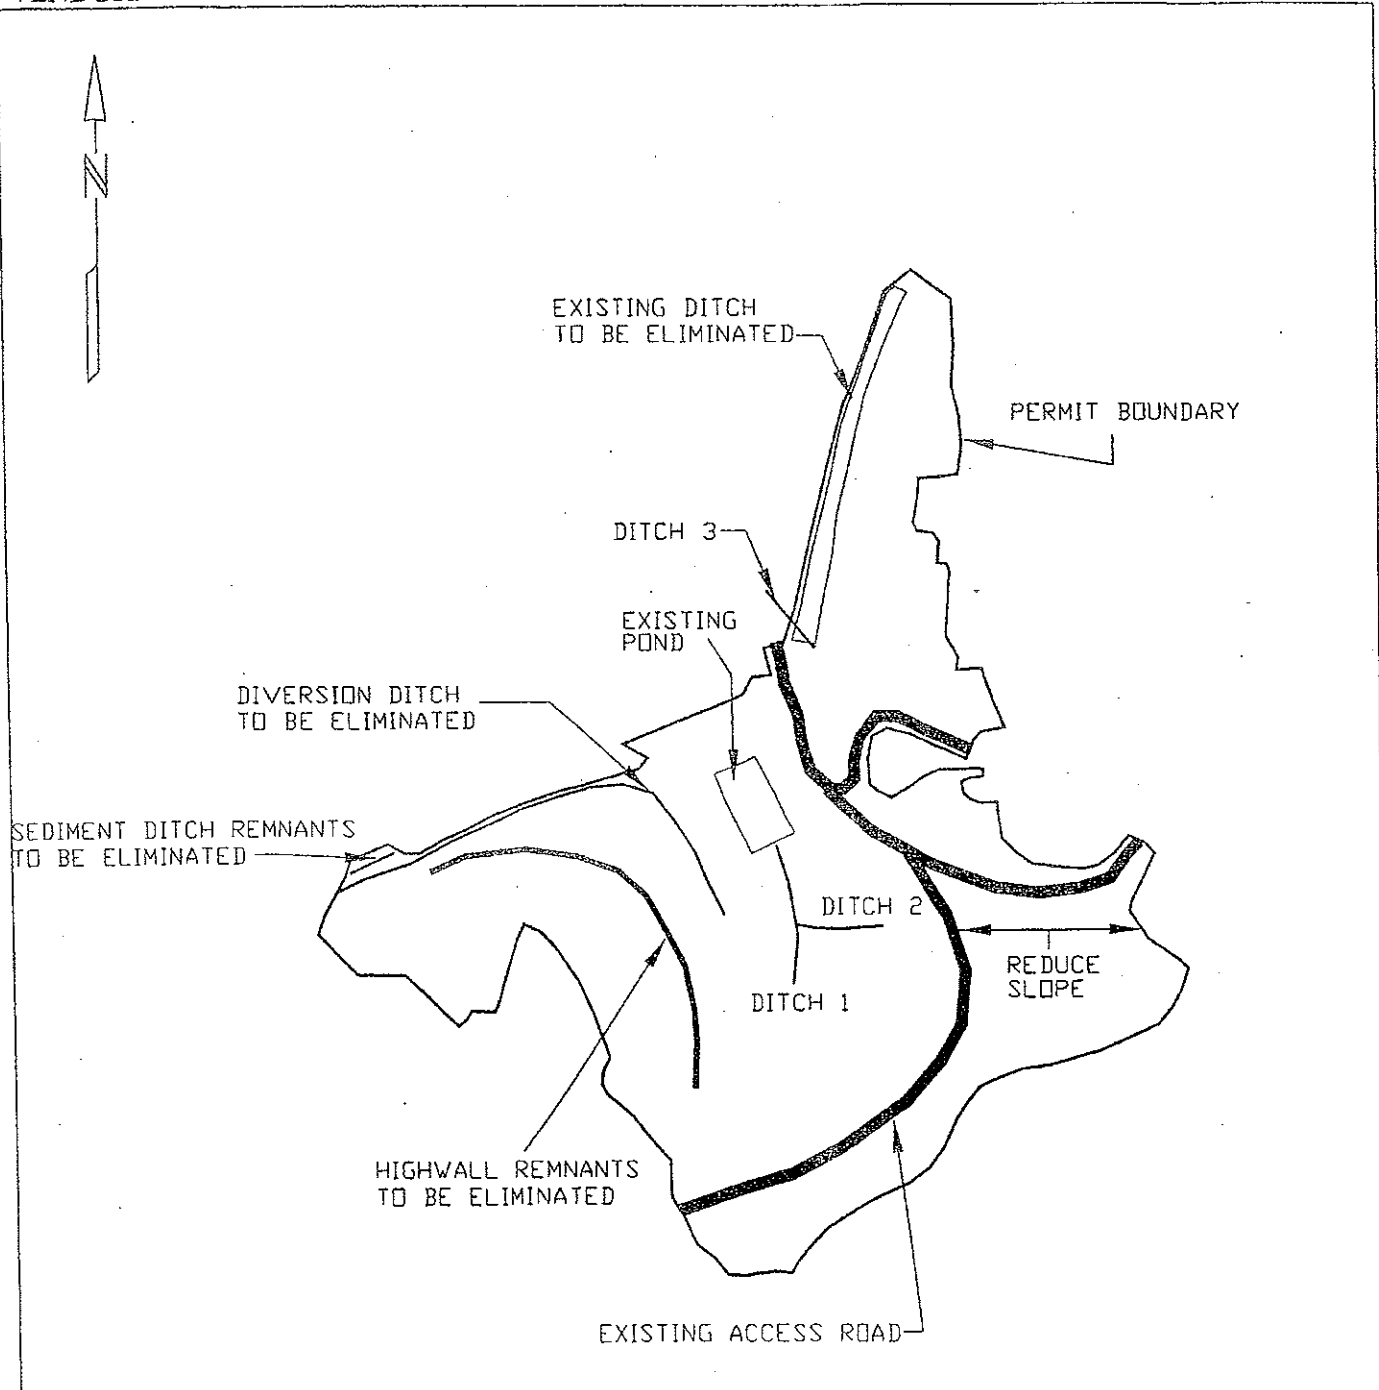 N
EXISTING DITCH
TO BE ELIMINATED
PERMIT BOUNDARY
DITCH 3
EXISTING
POND
DIVERSION DITCH
TO BE ELIMINATED
SEDIMENT DITCH REMNANTS
TO BE ELIMINATED
DITCH 2
REDUCE
SLOPE
DITCH 1
HIGHWALL REMNANTS
TO BE ELIMINATED
EXISTING ACCESS ROAD